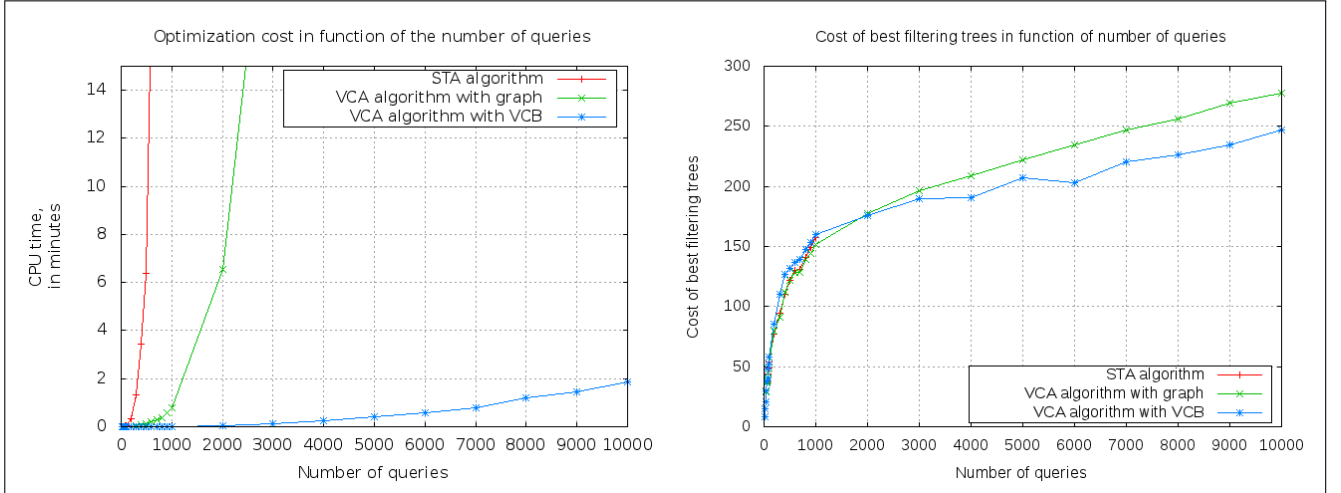 Optimization cost in function of the number of queries
14
12
10
8
6
4
2
0
CPU time,
in minutes
STA algorithm
VCA algorithm with graph
VCA algorithm with VCB
0 1000 2000 3000 4000 5000 6000 7000 8000 9000 10000
Number of queries
Cost of best filtering trees in function of number of queries
300
250
200
150
100
50
0
Cost of best filtering trees
STA algorithm
VCA algorithm with graph
VCA algorithm with VCB
0 1000 2000 3000 4000 5000 6000 7000 8000 9000 10000
Number of queries